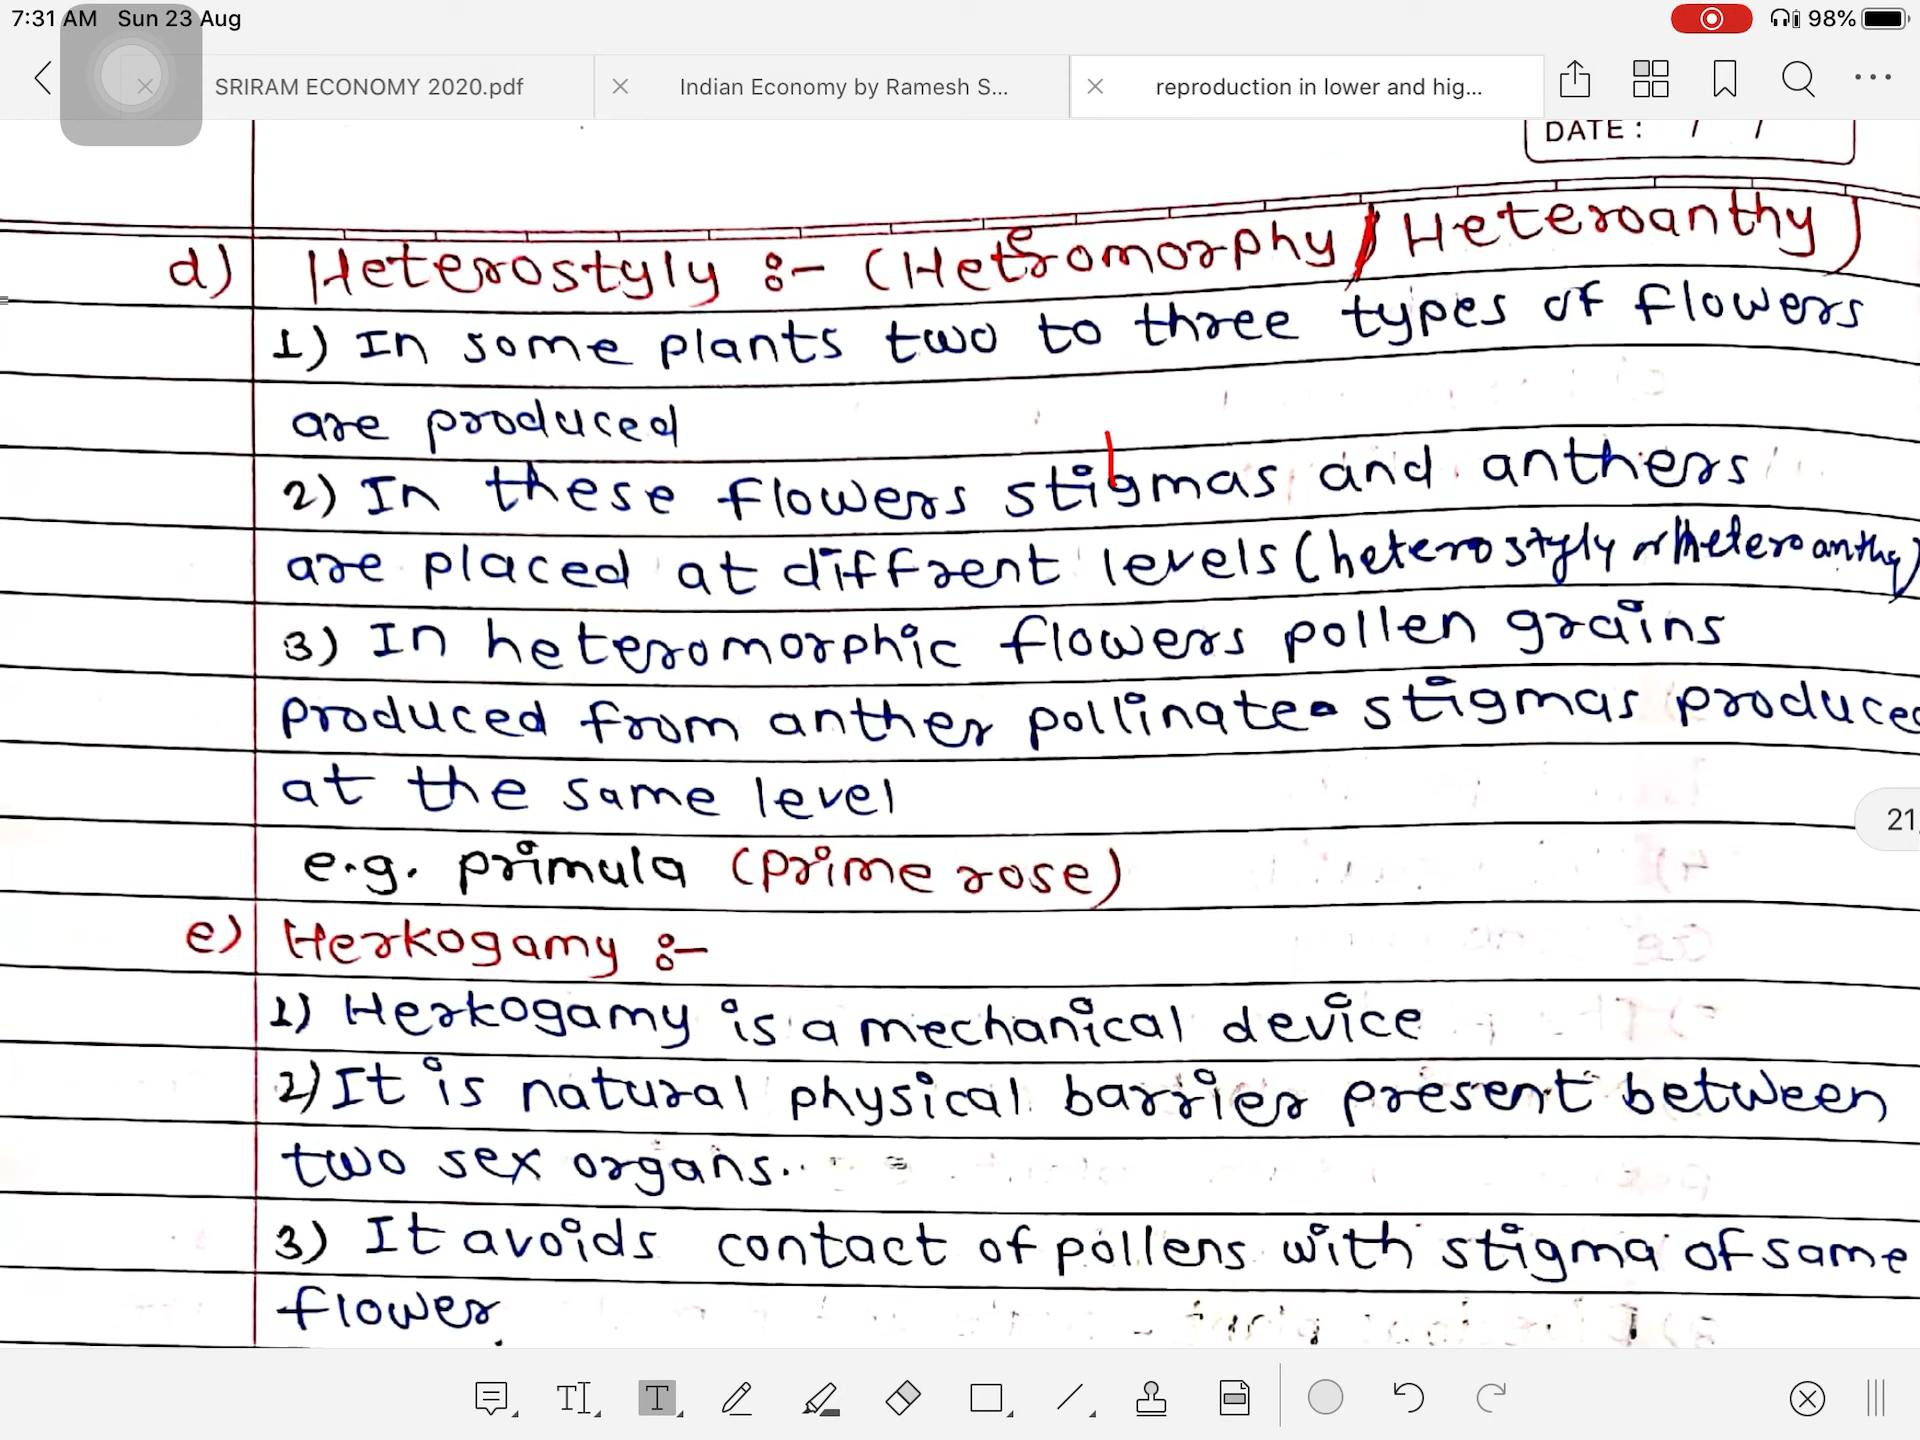 7:31 AM Sun 23 Aug
98%
SRIRAM ECONOMY 2020.pdf
Indian Economy by Ramesh S...
reproduction in lower and hig...
DATE: / /
d) Heterostyly :- (Hetromorphy / Heteroanthy)
1) In some plants two to three types of flowers
are produced
2) In these flowers stigmas and anthers
are placed at diffrent levels (heterostyly or heteroanthy)
3) In heteromorphic flowers pollen grains
produced from anther pollinate stigmas produced
at the same level
e.g. primula (prime rose)
e) Herkogamy :-
1) Herkogamy is a mechanical device
2) It is natural physical barrier present between
two sex organs.
3) It avoids contact of pollens with stigma of same
flower
21